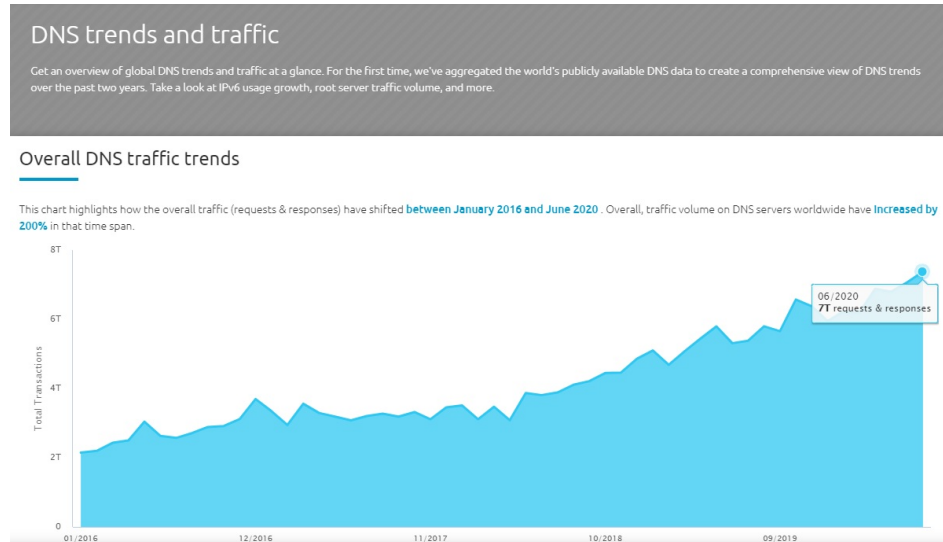 DNS trends and traffic
Get an overview of global DNS trends and traffic at a glance. For the first time, we've aggregated the world's publicly available DNS data to create a comprehensive view of DNS trends
over the past two years. Take a look at IPv6 usage growth, root server traffic volume, and more.
Overall DNS traffic trends
This chart highlights how the overall traffic (requests & responses) have shifted between January 2016 and June 2020 . Overall, traffic volume on DNS servers worldwide have Increased by
200% in that time span.
8T
6T
4T
2T
0
Total Transactions
06/2020
7T requests & responses
01/2016
12/2016
11/2017
10/2018
09/2019